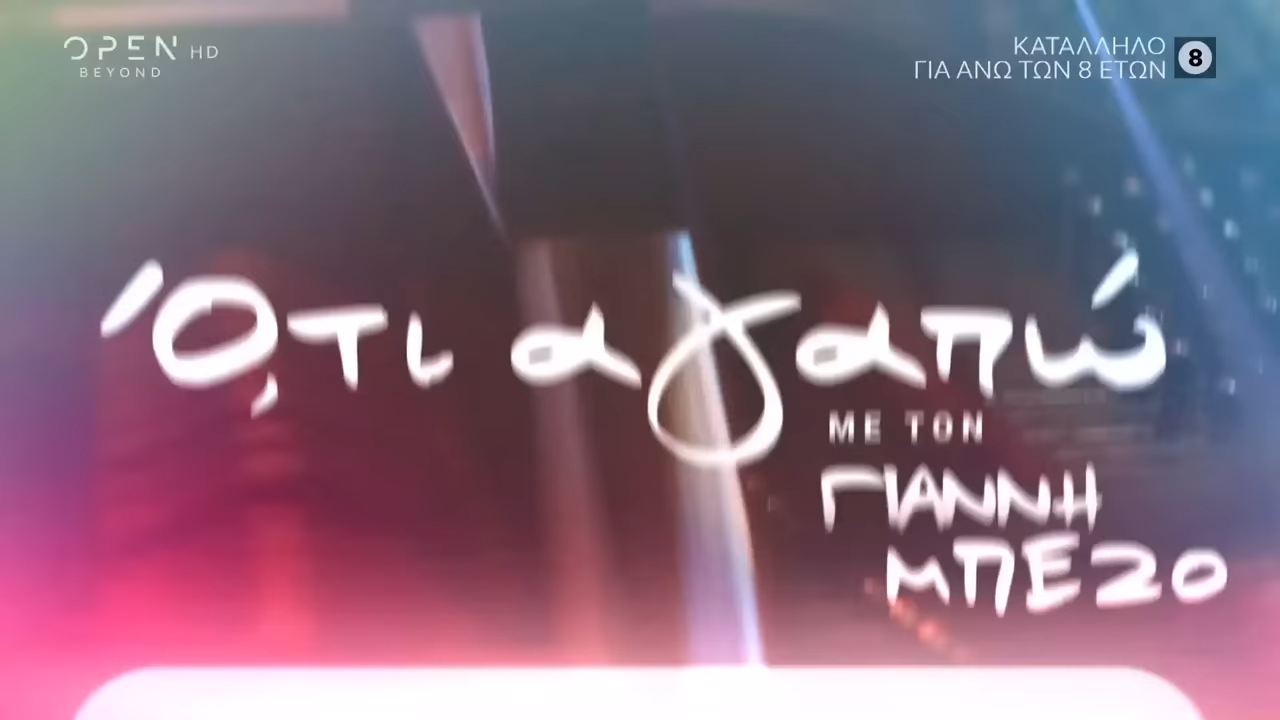 OPEN HD
BEYOND
ΚΑΤΑΛΛΗΛΟ
ΓΙΑ ΑΝΩ ΤΩΝ 8 ΕΤΩΝ
8
Ό,τι αγαπώ
ΜΕ ΤΟΝ
ΓΙΑΝΝΗ
ΜΠΕΖΟ